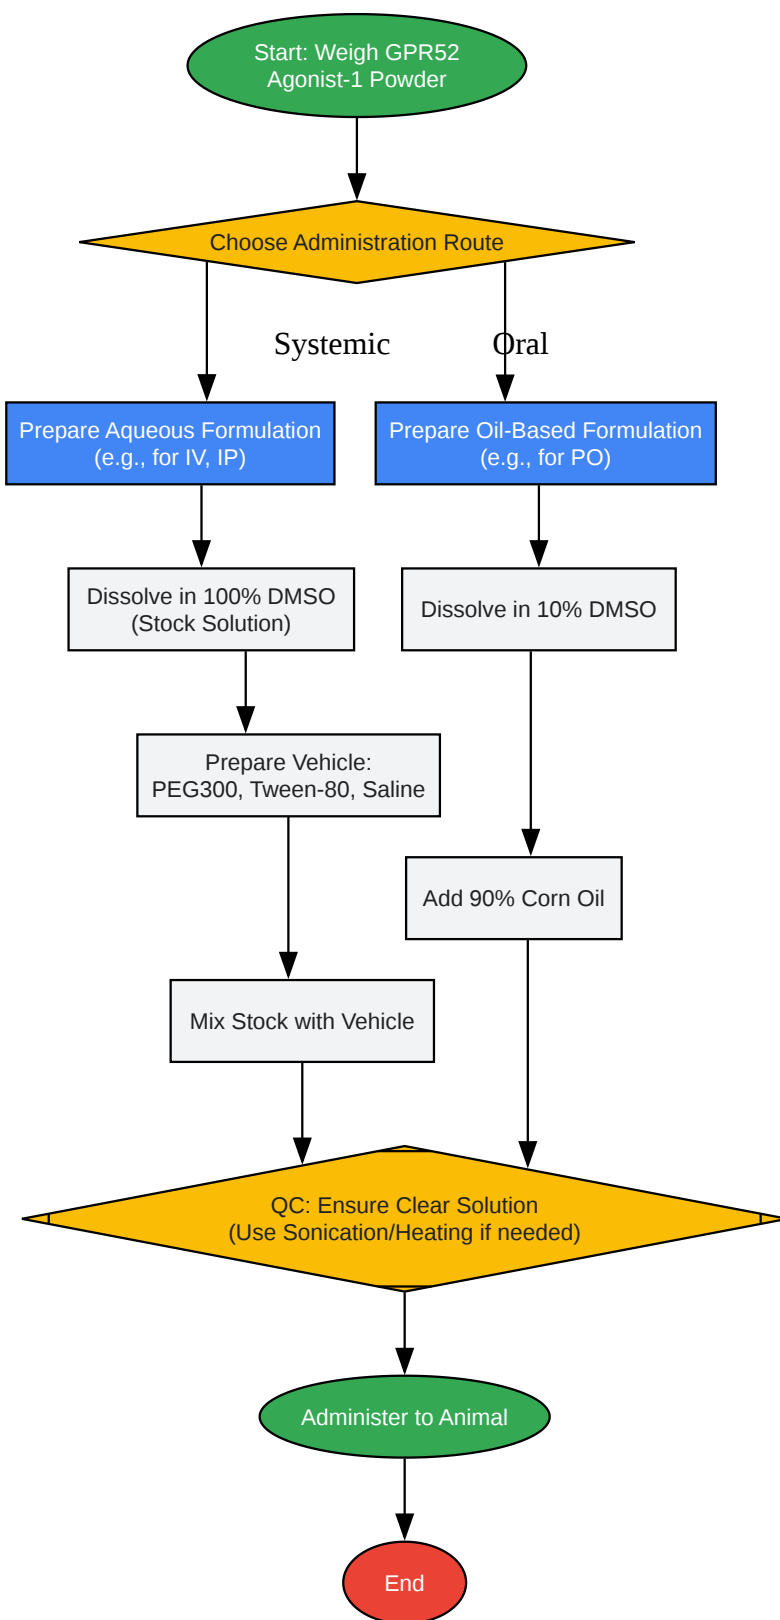 Start: Weigh GPR52
Agonist-1 Powder
Choose Administration Route
Systemic
Oral
Prepare Aqueous Formulation
(e.g., for IV, IP)
Prepare Oil-Based Formulation
(e.g., for PO)
Dissolve in 100% DMSO
(Stock Solution)
Dissolve in 10% DMSO
Prepare Vehicle:
PEG300, Tween-80, Saline
Add 90% Corn Oil
Mix Stock with Vehicle
QC: Ensure Clear Solution
(Use Sonication/Heating if needed)
Administer to Animal
End